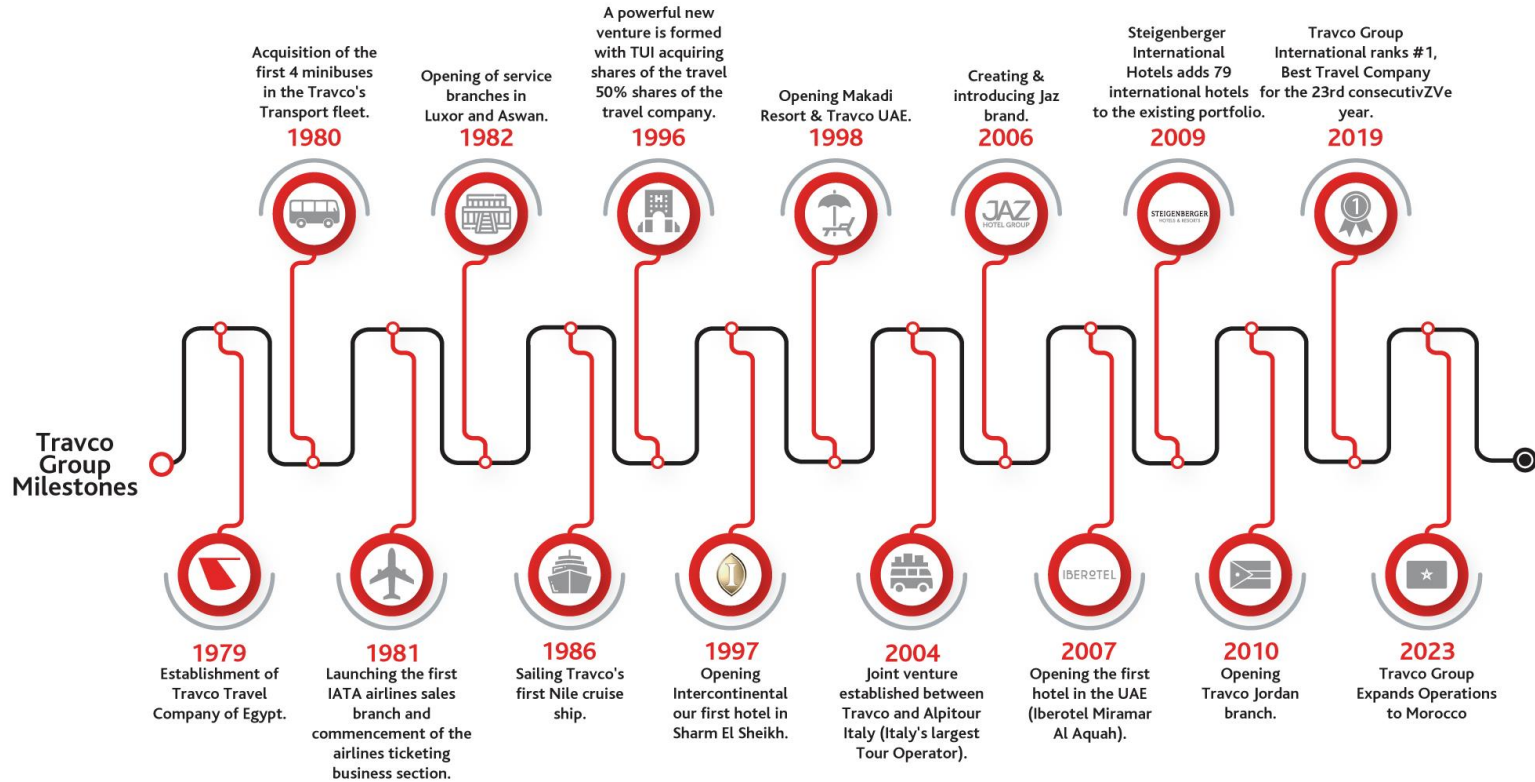 Travco
Group
Milestones
1979
Establishment of
Travco Travel
Company of Egypt.
Acquisition of the
first 4 minibuses
in the Travco's
Transport fleet.
1980
1981
Launching the first
IATA airlines sales
branch and
commencement of the
airlines ticketing
business section.
Opening of service
branches in
Luxor and Aswan.
1982
1986
Sailing Travco's
first Nile cruise
ship.
A powerful new
venture is formed
with TUI acquiring
shares of the travel
50% shares of the
travel company.
1996
H
I
1997
Opening
Intercontinental
our first hotel in
Sharm El Sheikh.
Opening Makadi
Resort & Travco UAE.
1998
2004
Joint venture
established between
Travco and Alpitour
Italy (Italy's largest
Tour Operator).
Creating &
introducing Jaz
brand.
2006
JAZ
HOTEL GROUP
IBEROTEL
2007
Opening the first
hotel in the UAE
(Iberotel Miramar
Al Aquah).
Steigenberger
International
Hotels adds 79
international hotels
to the existing portfolio.
2009
STEIGENBERGER
HOTELS & RESORTS
2010
Opening
Travco Jordan
branch.
Travco Group
International ranks #1,
Best Travel Company
for the 23rd consecutivZVe
year.
2019
1
2023
Travco Group
Expands Operations
to Morocco